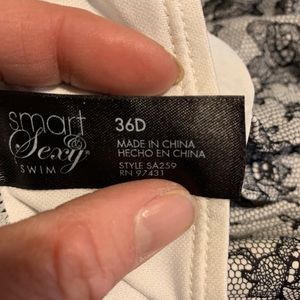 smart
& Sexy
SWIM
36D
MADE IN CHINA
HECHO EN CHINA
STYLE SA259
RN 97431